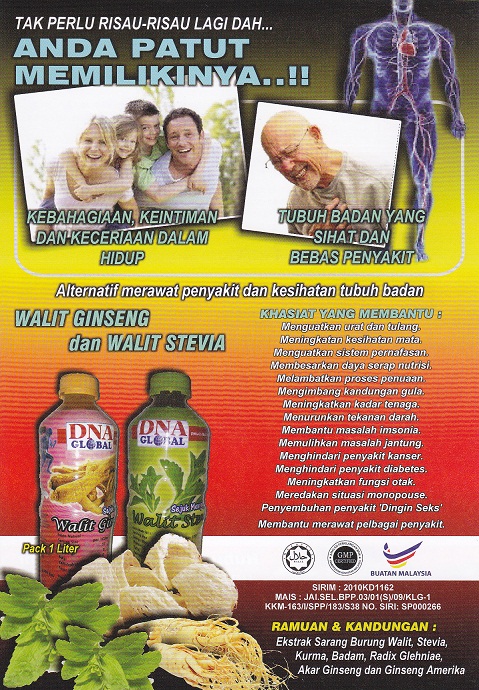 TAK PERLU RISAU-RISAU LAGI DAH...
ANDA PATUT
MEMILIKINYA..!!
KEBAHAGIAAN, KEINTIMAN
DAN KECERIAAN DALAM
HIDUP
TUBUH BADAN YANG
SIHAT DAN
BEBAS PENYAKIT
Alternatif merawat penyakit dan kesihatan tubuh badan
WALIT GINSENG
dan WALIT STEVIA
KHASIAT YANG MEMBANTU :
Menguatkan urat dan tulang.
Meningkatan kesihatan mata.
Menguatkan sistem pernafasan.
Membesarkan daya serap nutrisi.
Melambatkan proses penuaan.
Mengimbang kandungan gula.
Meningkatkan kadar tenaga.
Menurunkan tekanan darah.
Membantu masalah imsonia.
Memulihkan masalah jantung.
Menghindari penyakit kanser.
Menghindari penyakit diabetes.
Meningkatkan fungsi otak.
Meredakan situasi monopouse.
Penyembuhan penyakit 'Dingin Seks'
Membantu merawat pelbagai penyakit.
DNA
GLOBAL
Walit
DNA
GLOBAL
Walit
Pack 1 Liter
HALAL
GMP
CERTIFIED
BUATAN MALAYSIA
SIRIM : 2010KD1162
MAIS : JAI.SEL.BPP.03/01(S)/09/KLG-1
KKM-163/I/SPP/183/S38 NO. SIRI: SP000266
RAMUAN & KANDUNGAN :
Ekstrak Sarang Burung Walit, Stevia,
Kurma, Badam, Radix Glehniae,
Akar Ginseng dan Ginseng Amerika